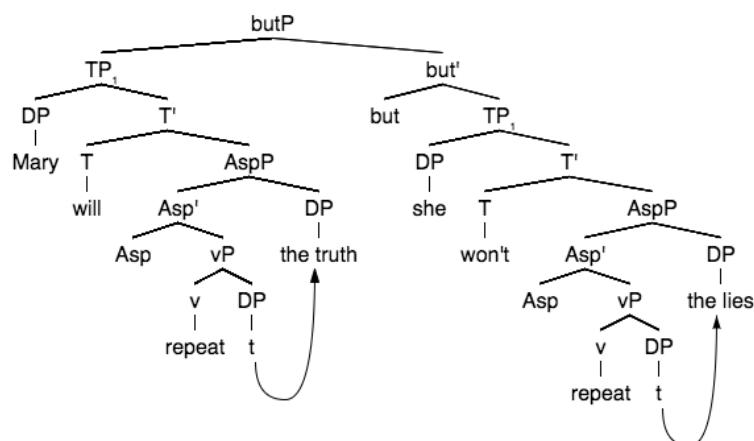 butP
TP1 but'
DP T' but TP1
Mary T AspP DP T'
will Asp' DP she T AspP
Asp vP the truth won't Asp' DP
v DP Asp vP the lies
repeat t v DP
repeat t